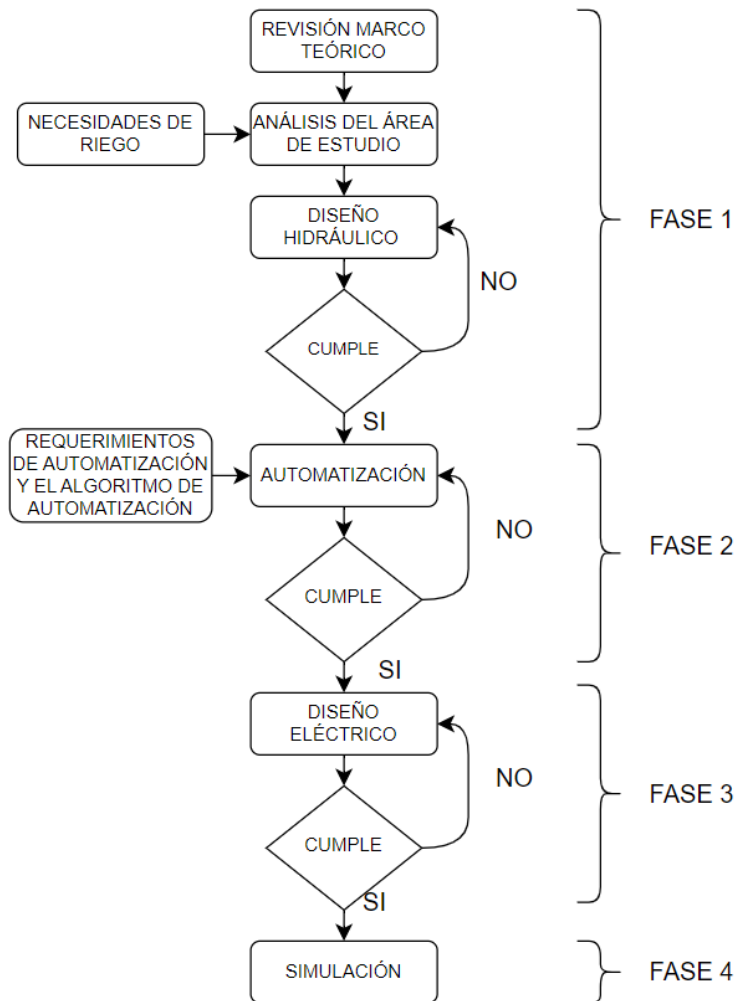 REVISIÓN MARCO
TEÓRICO
NECESIDADES DE
RIEGO
ANÁLISIS DEL ÁREA
DE ESTUDIO
DISEÑO
HIDRÁULICO
NO
CUMPLE
SI
FASE 1
REQUERIMIENTOS
DE AUTOMATIZACIÓN
Y EL ALGORITMO DE
AUTOMATIZACIÓN
AUTOMATIZACIÓN
NO
CUMPLE
SI
FASE 2
DISEÑO
ELÉCTRICO
NO
CUMPLE
SI
FASE 3
SIMULACIÓN
FASE 4